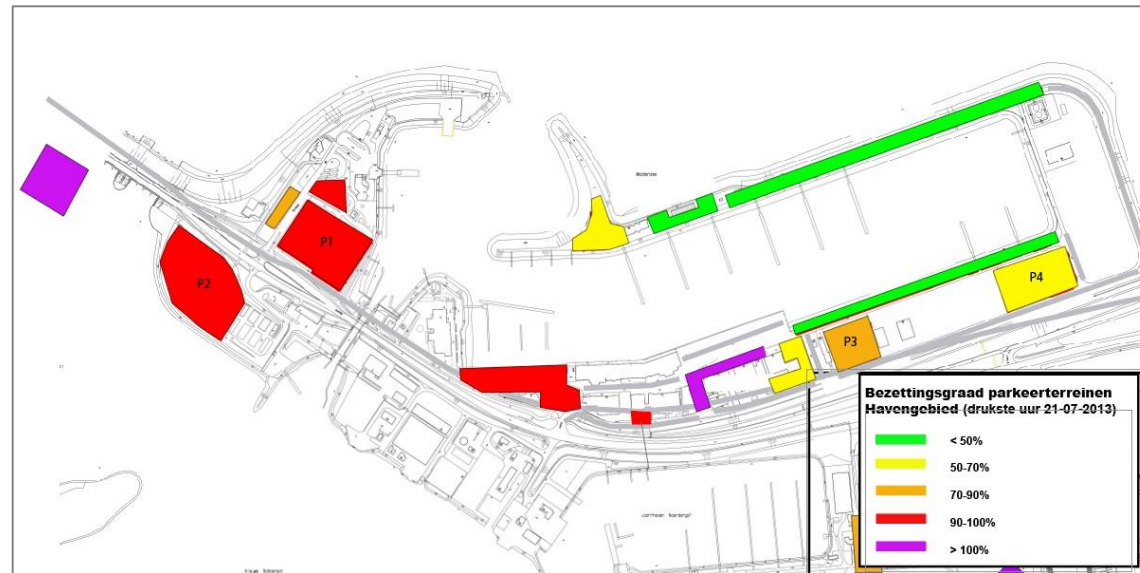 P1
P2
P4
P3
Bezettingsgraad parkeerterreinen
Havengebied (drukste uur 21-07-2013)
< 50%
50-70%
70-90%
90-100%
> 100%